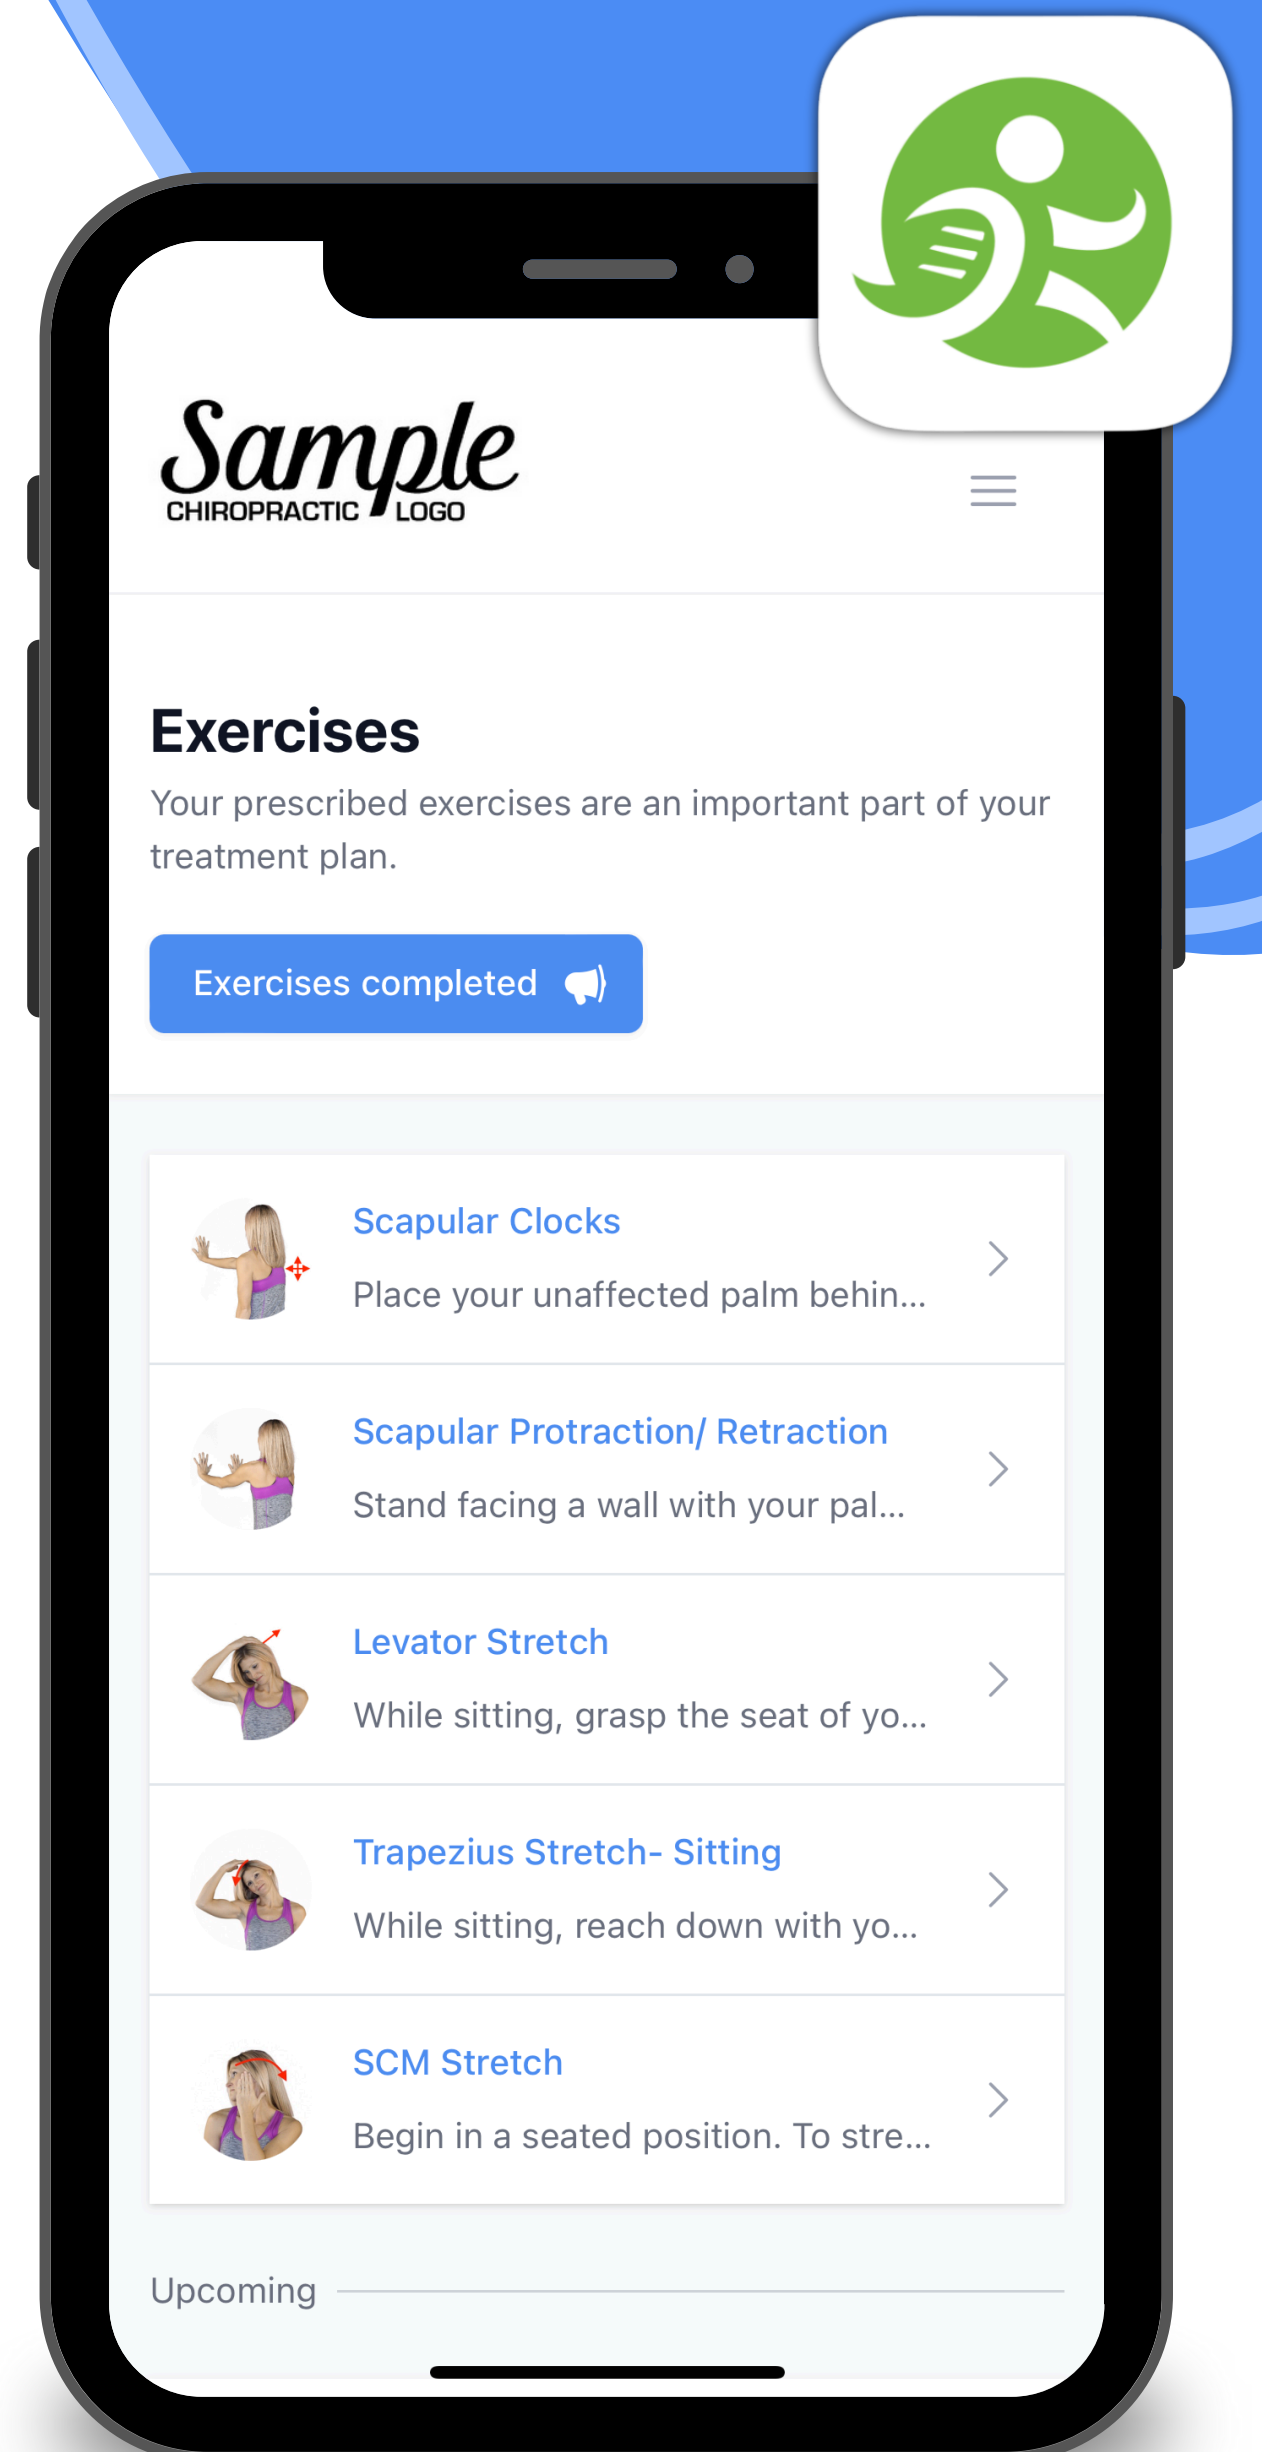 Sample
CHIROPRACTIC LOGO
Exercises
Your prescribed exercises are an important part of your
treatment plan.
Exercises completed
Scapular Clocks
Place your unaffected palm behin...
Scapular Protraction/ Retraction
Stand facing a wall with your pal...
Levator Stretch
While sitting, grasp the seat of yo...
Trapezius Stretch- Sitting
While sitting, reach down with yo...
SCM Stretch
Begin in a seated position. To stre...
Upcoming